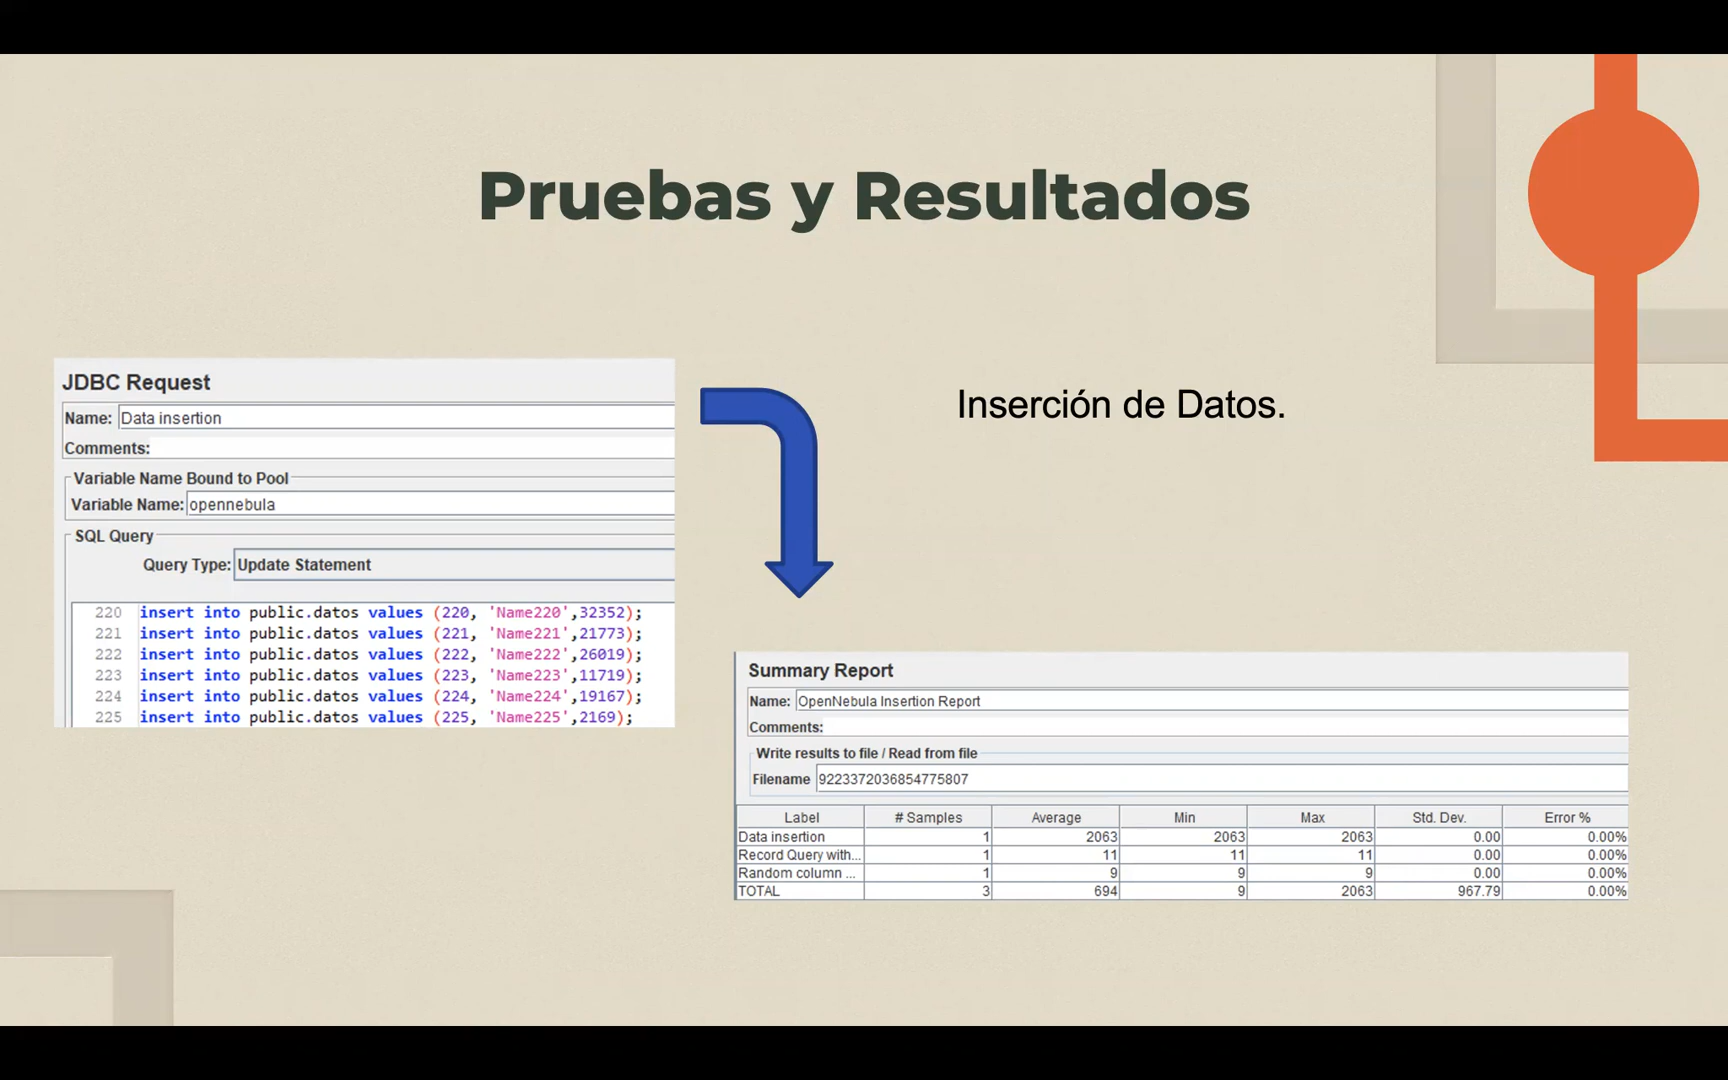 Pruebas y Resultados
JDBC Request
Name: Data insertion
Comments:
Variable Name Bound to Pool
Variable Name: opennebula
SQL Query
Query Type: Update Statement
220 insert into public.datos values (220, 'Name220',32352);
221 insert into public.datos values (221, 'Name221',21773);
222 insert into public.datos values (222, 'Name222',26019);
223 insert into public.datos values (223, 'Name223',11719);
224 insert into public.datos values (224, 'Name224',19167);
225 insert into public.datos values (225, 'Name225',2169);
Inserción de Datos.
Summary Report
Name: OpenNebula Insertion Report
Comments:
Write results to file / Read from file
Filename 9223372036854775807
Label # Samples Average Min Max Std. Dev. Error %
Data insertion 1 2063 2063 2063 0.00 0.00%
Record Query with... 1 11 11 11 0.00 0.00%
Random column ... 1 9 9 9 0.00 0.00%
TOTAL 3 694 9 2063 967.79 0.00%